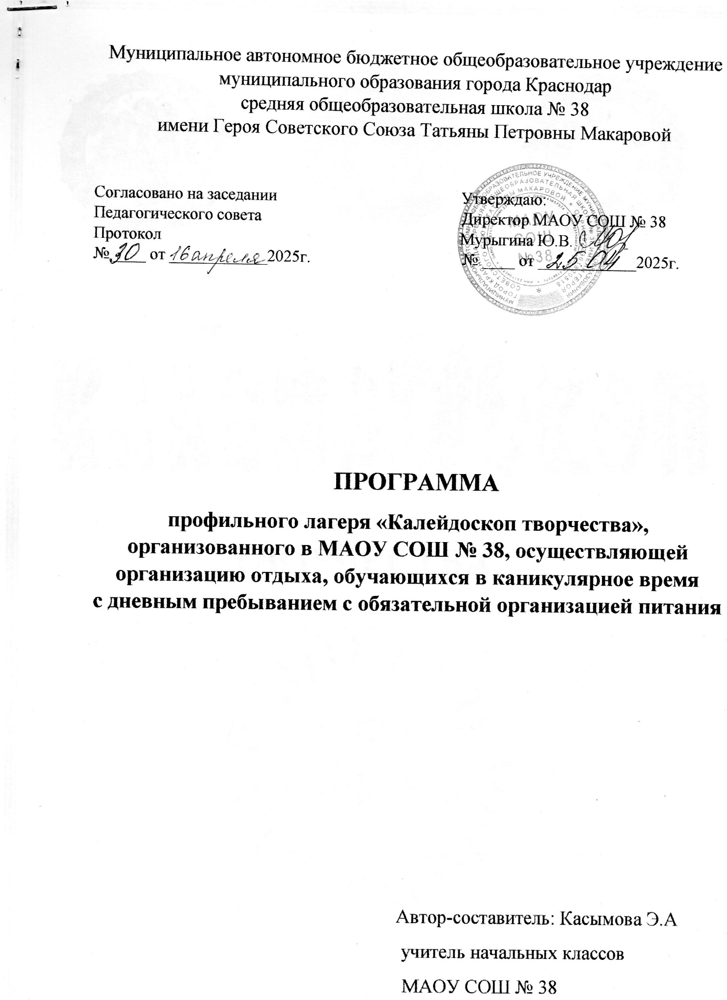 Муниципальное автономное бюджетное общеобразовательное учреждение
муниципального образования города Краснодар
средняя общеобразовательная школа № 38
имени Героя Советского Союза Татьяны Петровны Макаровой
Согласовано на заседании
Педагогического совета
Протокол
№ 30 от 16 апреля 2025г.
Утверждаю:
Директор МАОУ СОШ № 38
Мурыгина Ю.В.
№ ____ от 25 04 2025г.
МАОУ
СОШ
№38
ПРОГРАММА
профильного лагеря «Калейдоскоп творчества»,
организованного в МАОУ СОШ № 38, осуществляющей
организацию отдыха, обучающихся в каникулярное время
с дневным пребыванием с обязательной организацией питания
Автор-составитель: Касымова Э.А
учитель начальных классов
МАОУ СОШ № 38